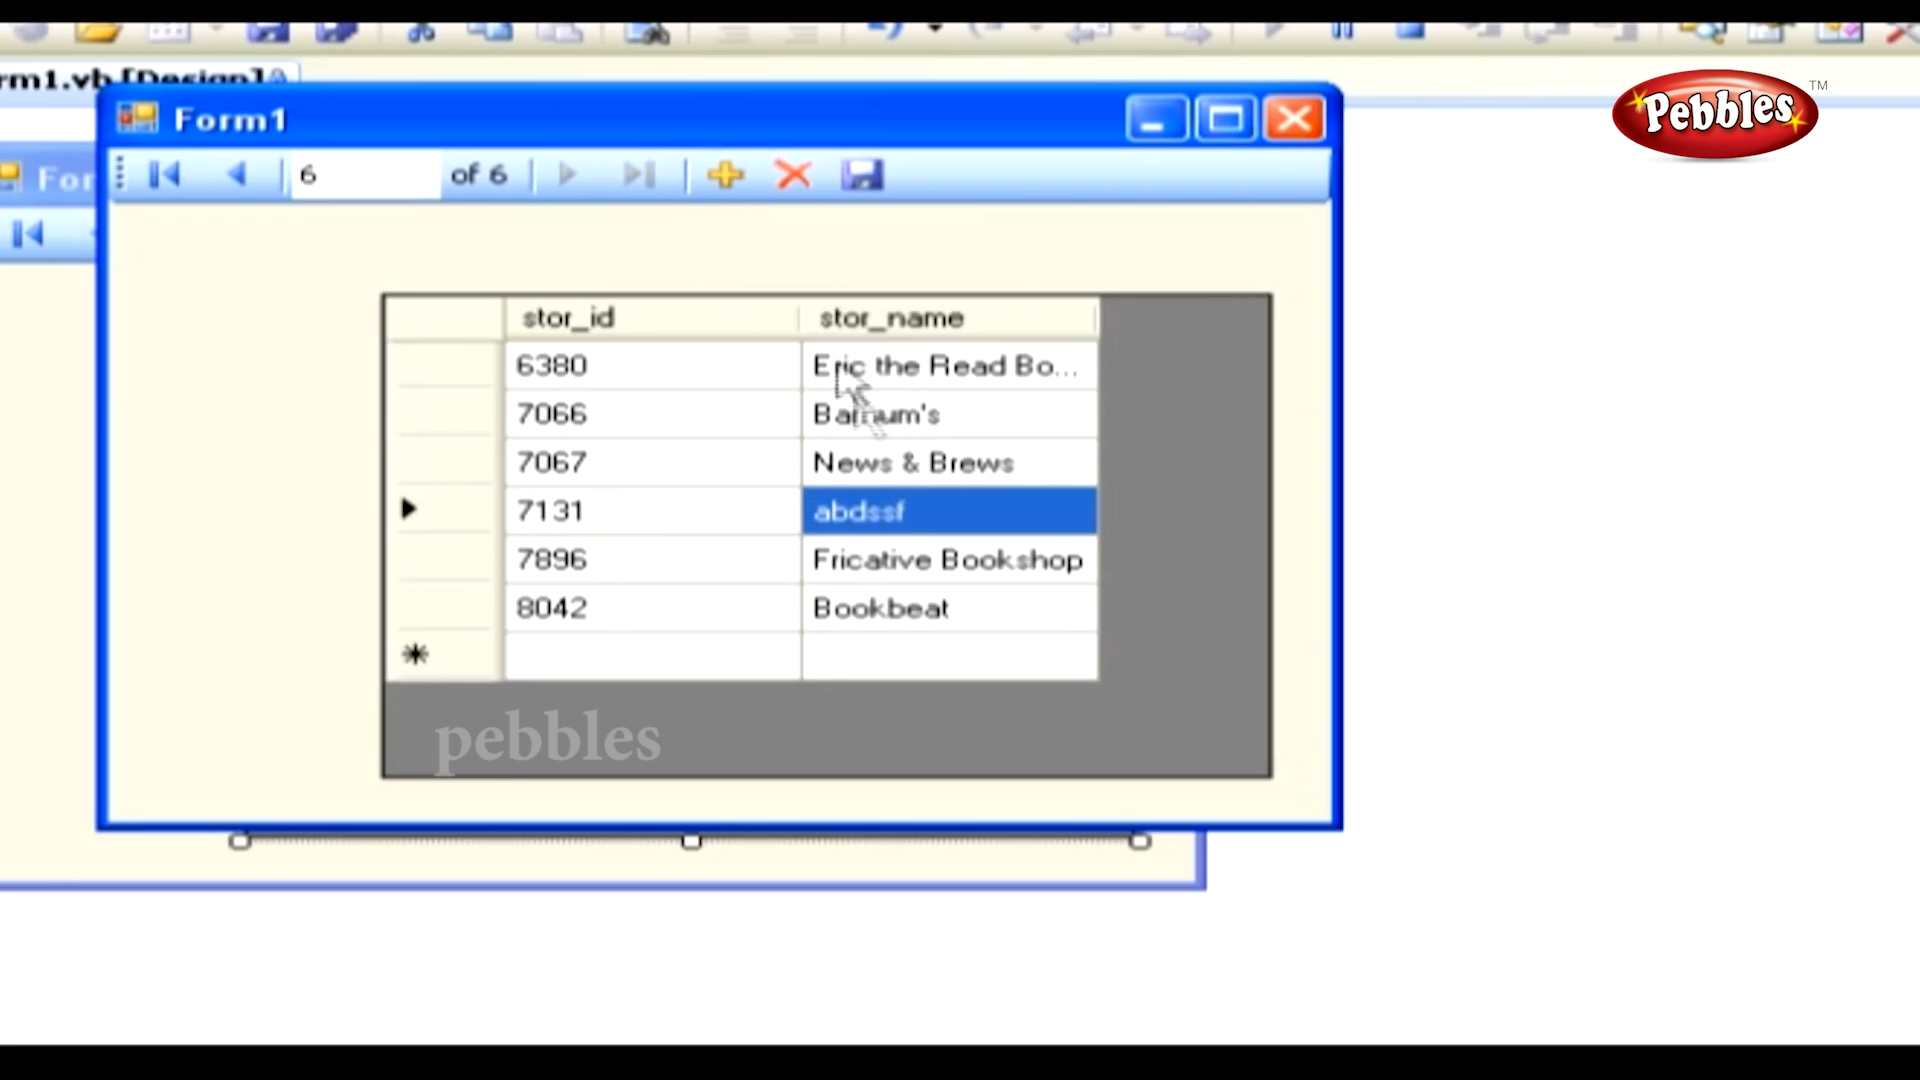 rm1.vb [Design]
Pebbles TM
Form1
For
6 of 6
stor_id stor_name
6380 Eric the Read Bo...
7066 Barnum's
7067 News & Brews
7131 abdssf
7896 Fricative Bookshop
8042 Bookbeat
pebbles